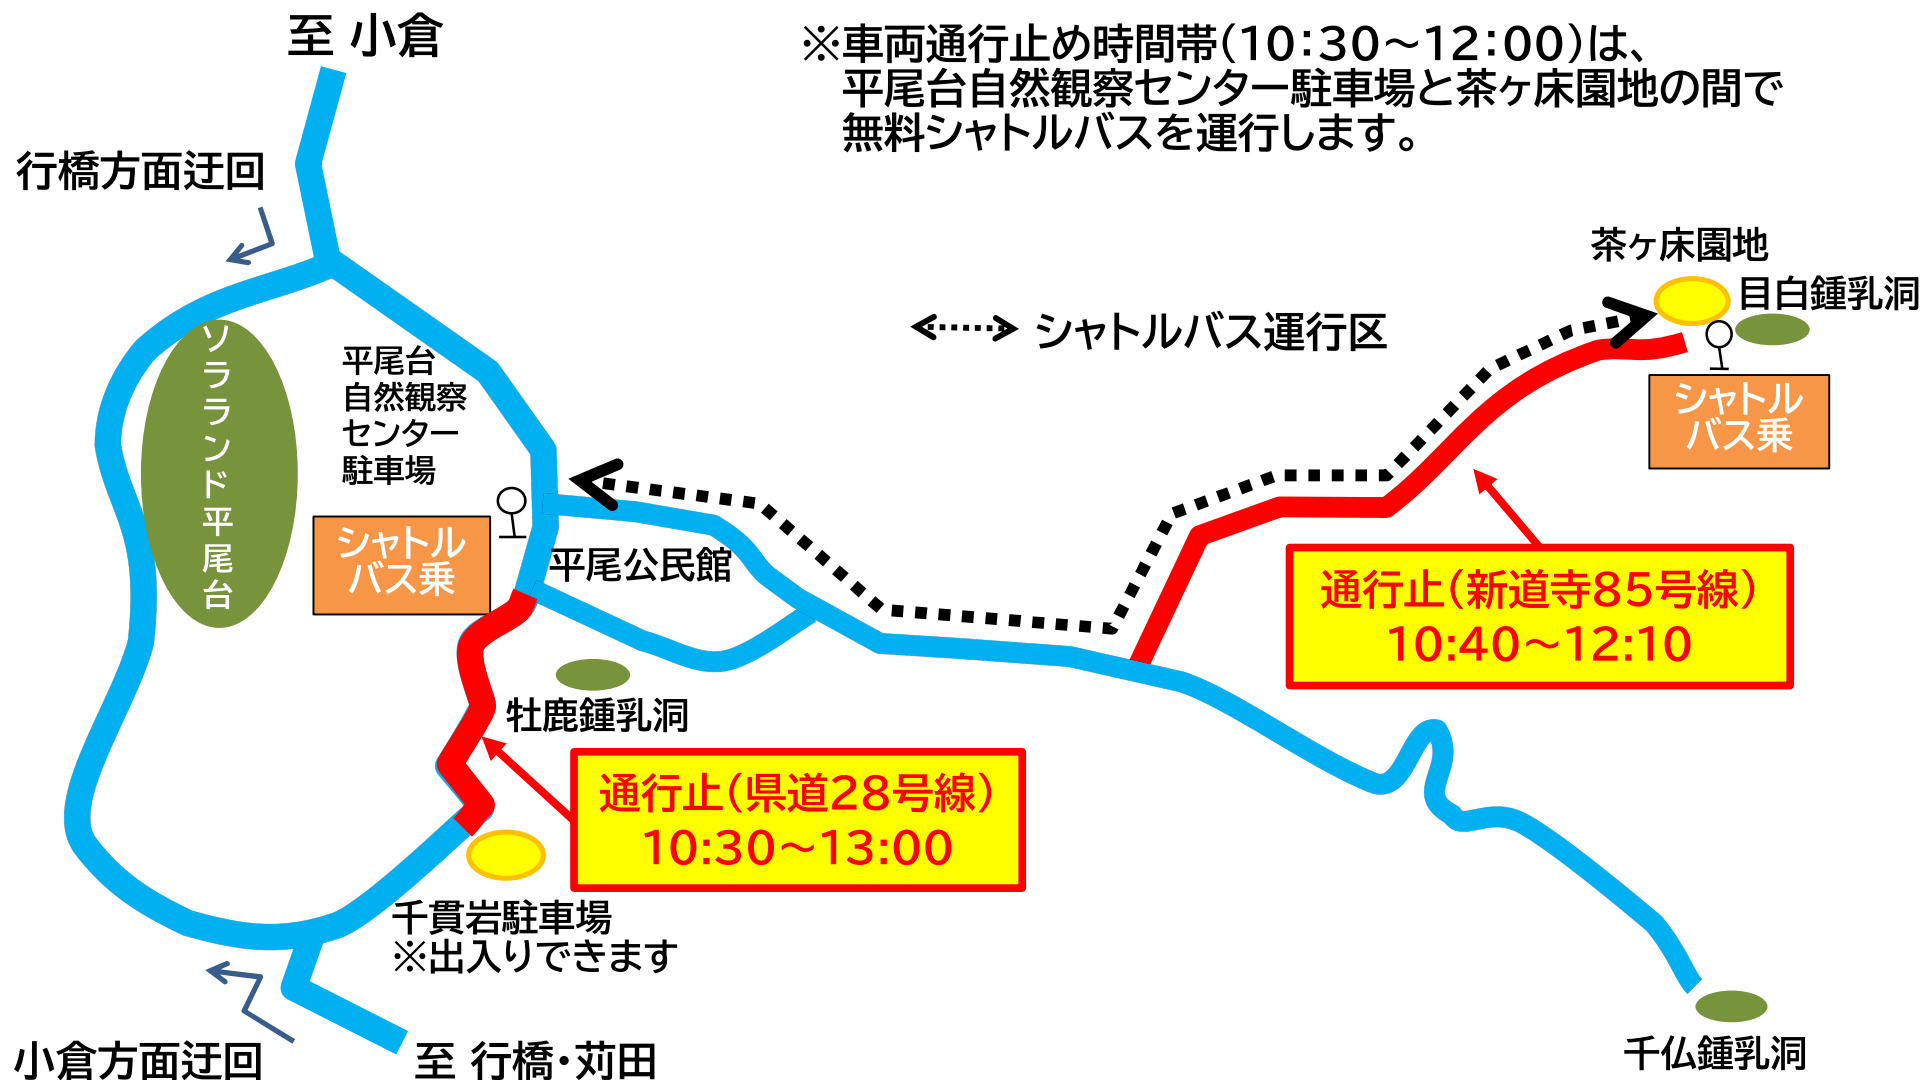 至 小倉
※車両通行止め時間帯(10:30～12:00)は、
平尾台自然観察センター駐車場と茶ヶ床園地の間で
無料シャトルバスを運行します。
行橋方面迂回
茶ヶ床園地
目白鍾乳洞
シャトルバス運行区
ソラランド平尾台
平尾台
自然観察
センター
駐車場
シャトル
バス乗
シャトル
バス乗
平尾公民館
通行止(新道寺85号線)
10:40～12:10
牡鹿鍾乳洞
通行止(県道28号線)
10:30～13:00
千貫岩駐車場
※出入りできます
小倉方面迂回
至 行橋・苅田
千仏鍾乳洞